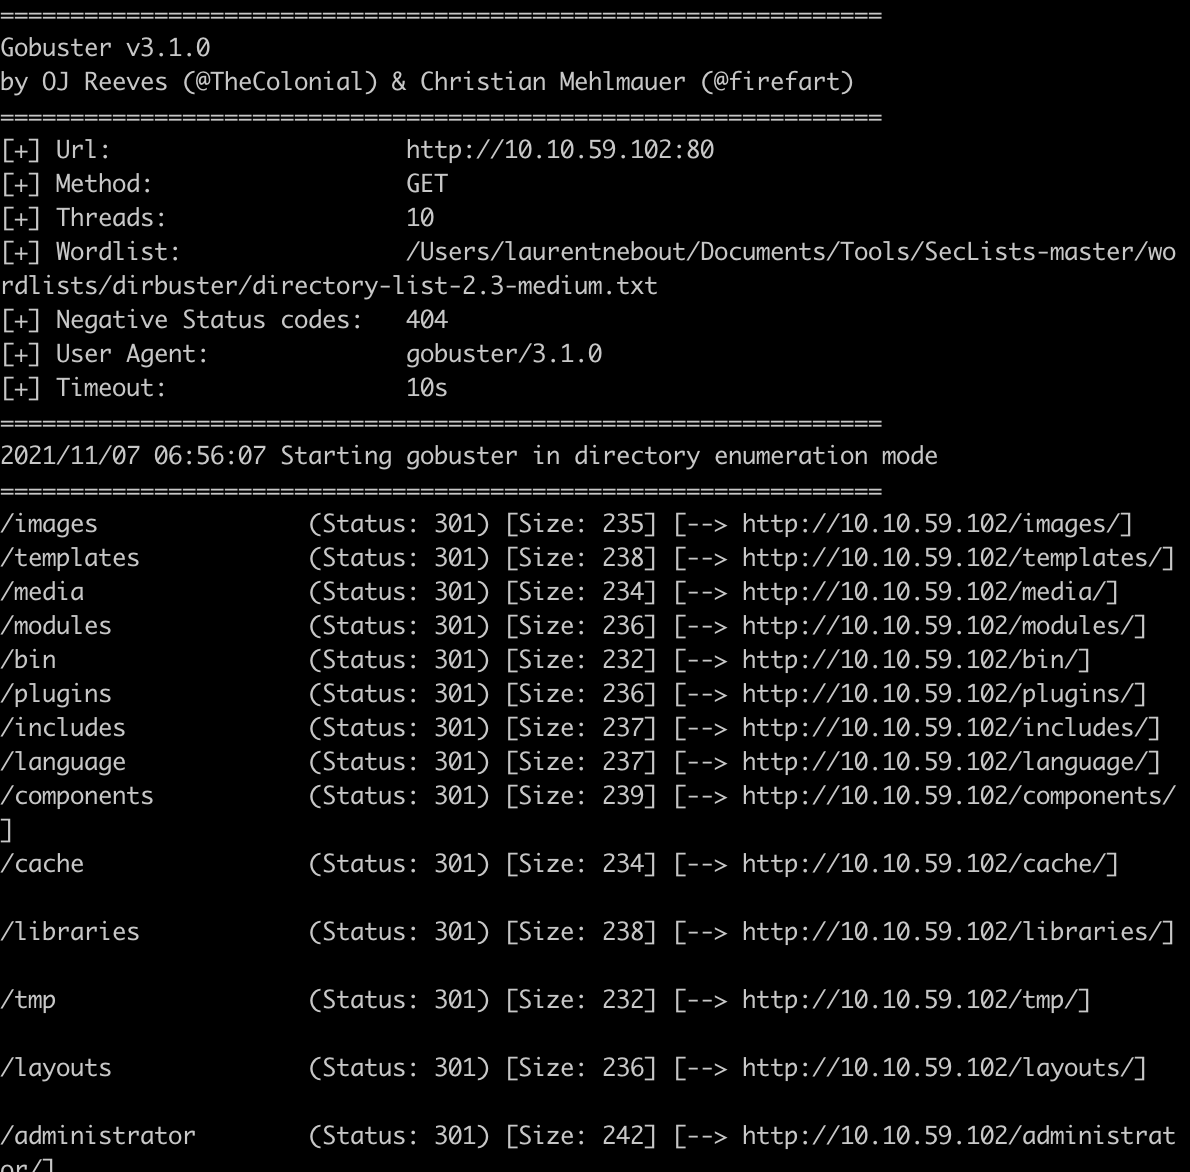 ===============================================================
Gobuster v3.1.0
by OJ Reeves (@TheColonial) & Christian Mehlmauer (@firefart)
===============================================================
[+] Url:                     http://10.10.59.102:80
[+] Method:                  GET
[+] Threads:                 10
[+] Wordlist:                /Users/laurentnebout/Documents/Tools/SecLists-master/wo
rdlists/dirbuster/directory-list-2.3-medium.txt
[+] Negative Status codes:   404
[+] User Agent:              gobuster/3.1.0
[+] Timeout:                 10s
===============================================================
2021/11/07 06:56:07 Starting gobuster in directory enumeration mode
===============================================================
/images               (Status: 301) [Size: 235] [--> http://10.10.59.102/images/]
/templates            (Status: 301) [Size: 238] [--> http://10.10.59.102/templates/]
/media                (Status: 301) [Size: 234] [--> http://10.10.59.102/media/]
/modules              (Status: 301) [Size: 236] [--> http://10.10.59.102/modules/]
/bin                  (Status: 301) [Size: 232] [--> http://10.10.59.102/bin/]
/plugins              (Status: 301) [Size: 236] [--> http://10.10.59.102/plugins/]
/includes             (Status: 301) [Size: 237] [--> http://10.10.59.102/includes/]
/language             (Status: 301) [Size: 237] [--> http://10.10.59.102/language/]
/components           (Status: 301) [Size: 239] [--> http://10.10.59.102/components/
]
/cache                (Status: 301) [Size: 234] [--> http://10.10.59.102/cache/]
/libraries            (Status: 301) [Size: 238] [--> http://10.10.59.102/libraries/]
/tmp                  (Status: 301) [Size: 232] [--> http://10.10.59.102/tmp/]
/layouts              (Status: 301) [Size: 236] [--> http://10.10.59.102/layouts/]
/administrator        (Status: 301) [Size: 242] [--> http://10.10.59.102/administrat
or/]